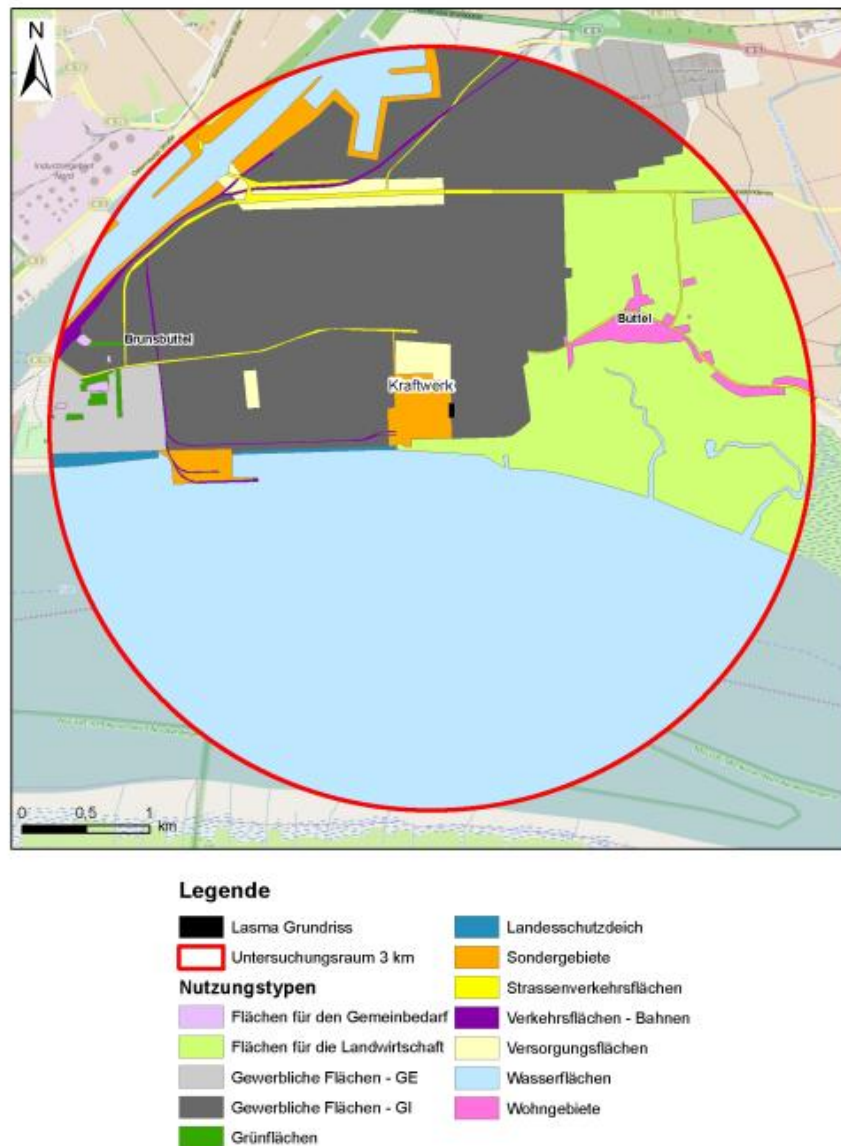 N
Industriegebiet
Nord
Brunsbüttel
Büttel
Kraftwerk
0 0,5 1
km
Legende
Lasma Grundriss
Untersuchungsraum 3 km
Nutzungstypen
Flächen für den Gemeinbedarf
Flächen für die Landwirtschaft
Gewerbliche Flächen - GE
Gewerbliche Flächen - GI
Grünflächen
Landesschutzdeich
Sondergebiete
Strassenverkehrsflächen
Verkehrsflächen - Bahnen
Versorgungsflächen
Wasserflächen
Wohngebiete